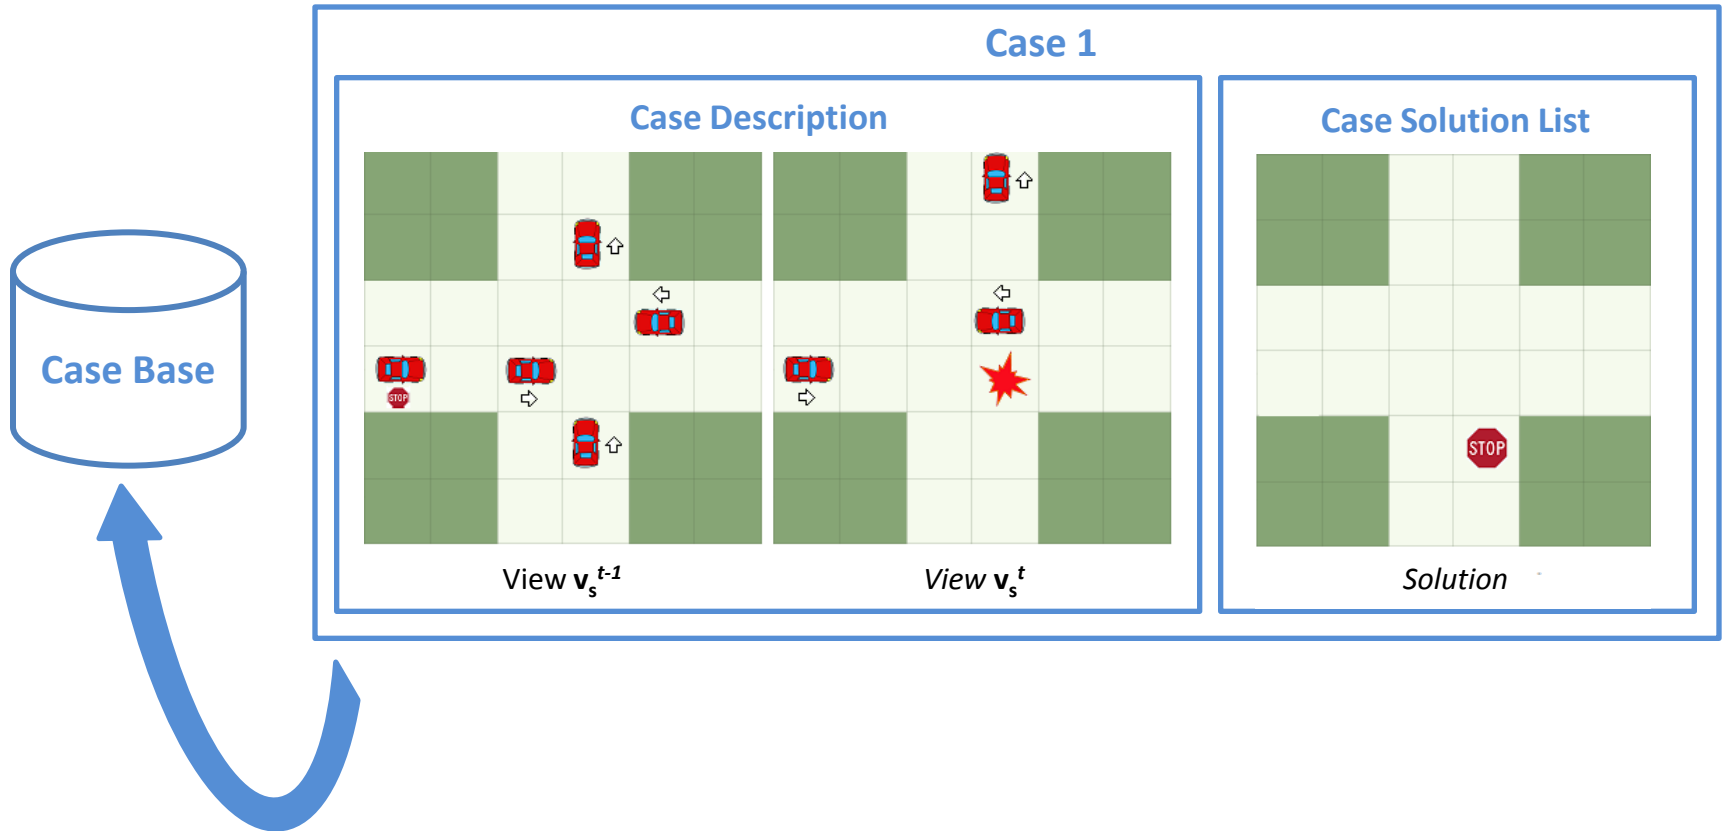 Case 1
Case Description
Case Solution List
STOP
STOP
Case Base
View vₛᵗ⁻¹
View vₛᵗ
Solution